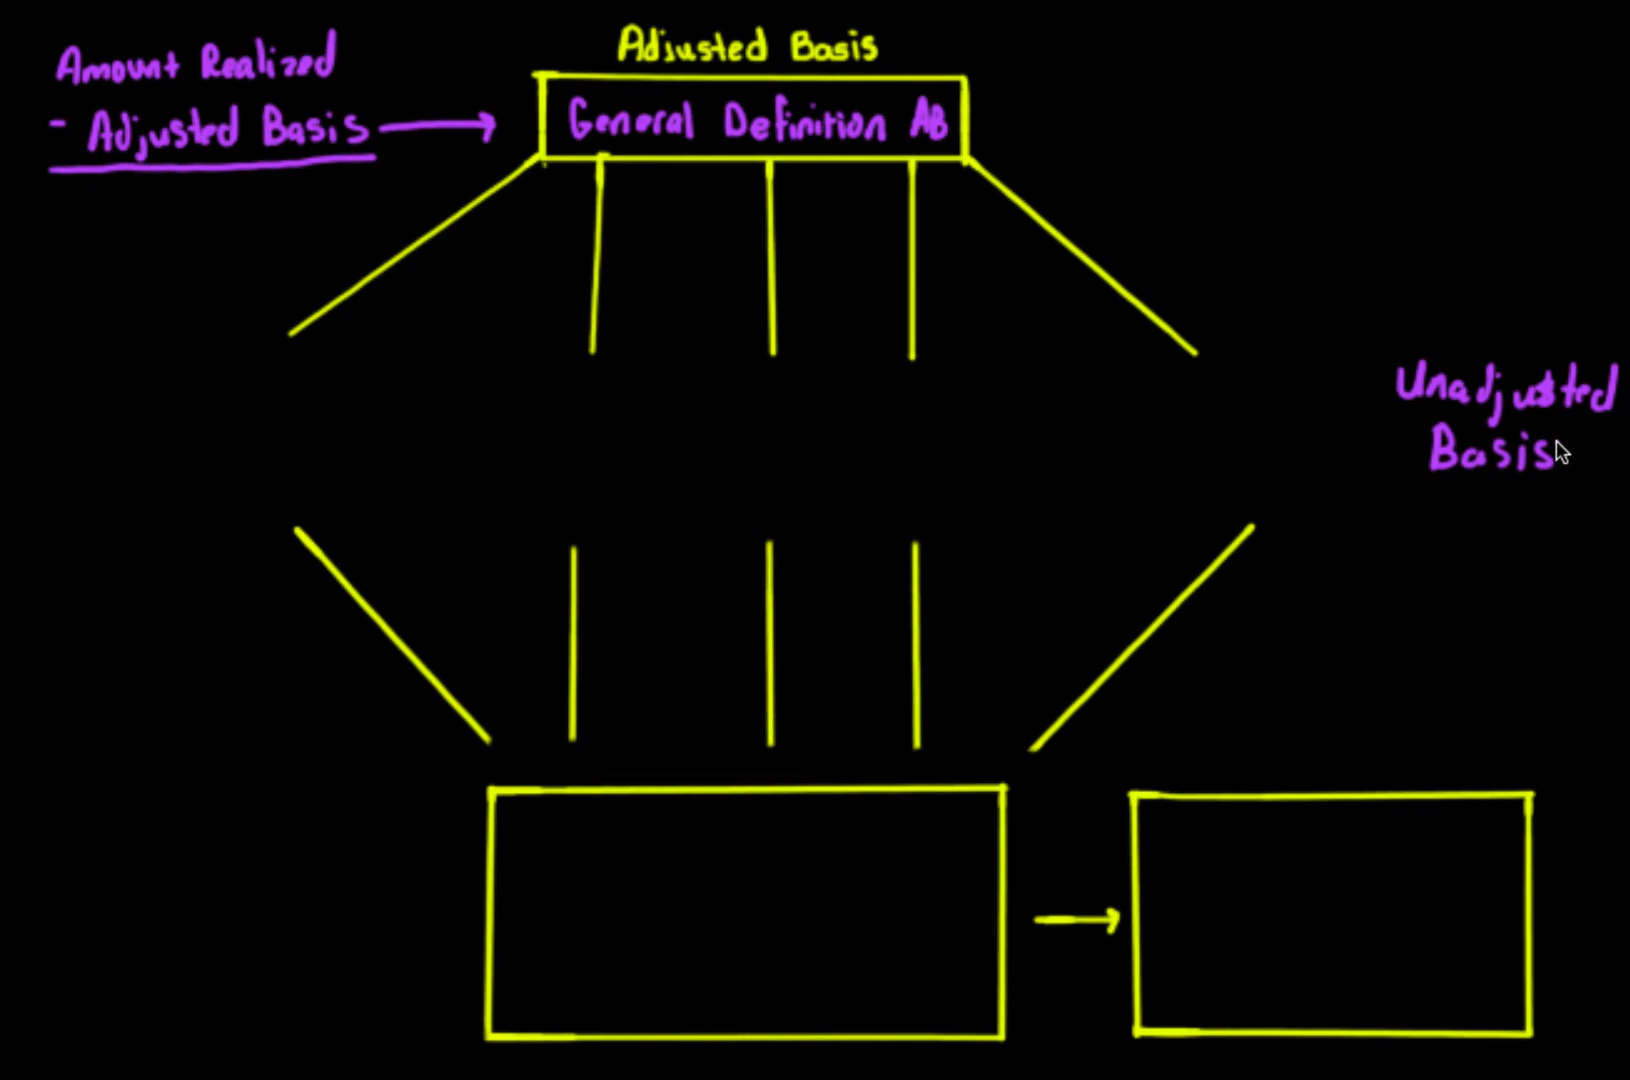 Adjusted Basis
Amount Realized
- Adjusted Basis
General Definition AB
Unadjusted
Basis